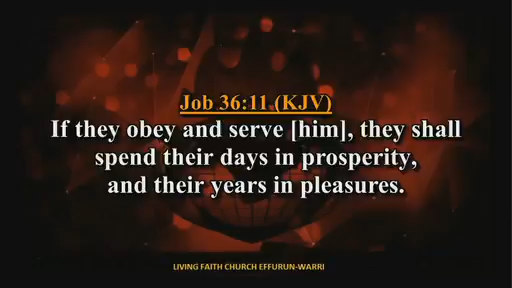 Job 36:11 (KJV)
If they obey and serve [him], they shall
spend their days in prosperity,
and their years in pleasures.
LIVING FAITH CHURCH EFFURUN-WARRI